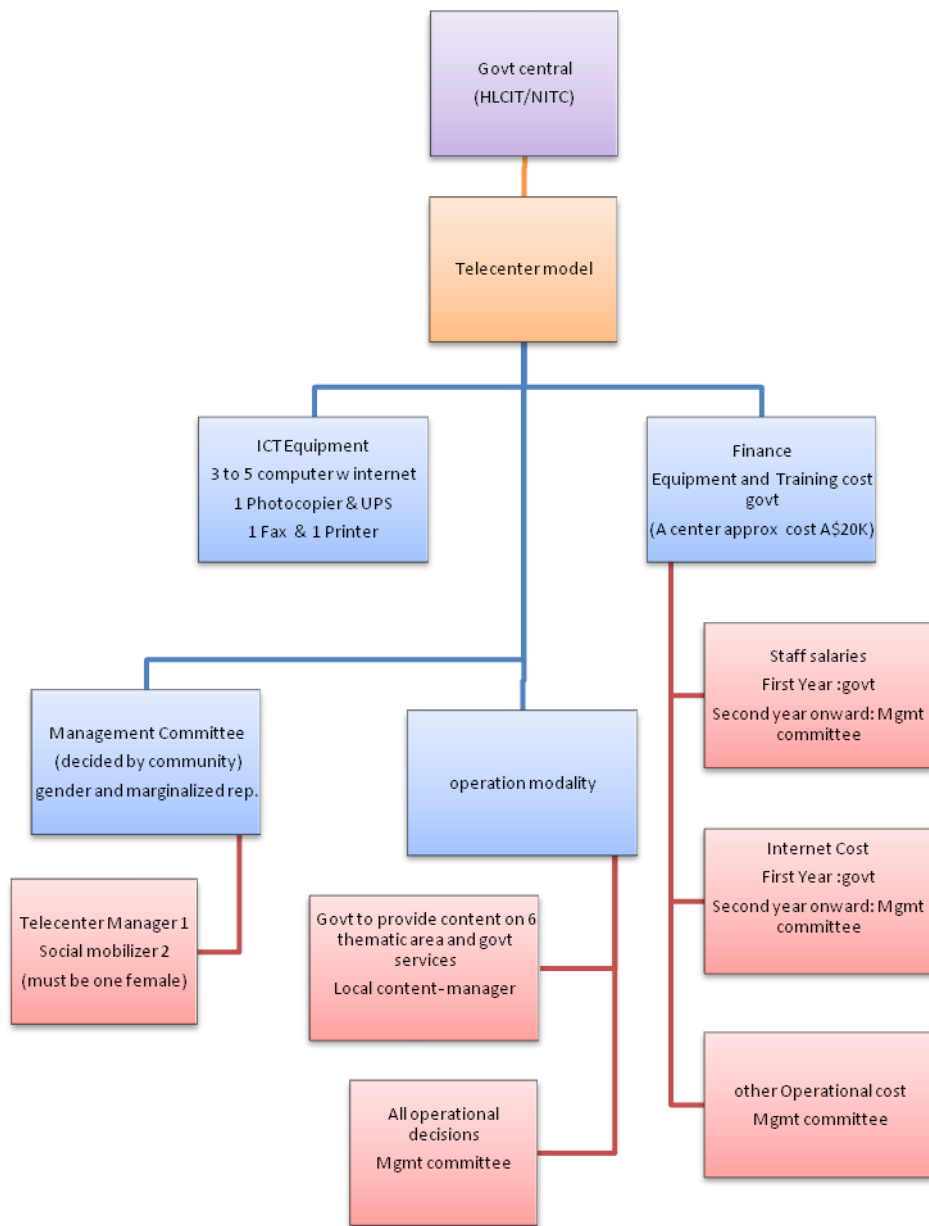 Govt central
(HLCIT/NITC)
Telecenter model
ICT Equipment
3 to 5 computer w internet
1 Photocopier & UPS
1 Fax & 1 Printer
Finance
Equipment and Training cost
govt
(A center approx cost A$20K)
Staff salaries
First Year :govt
Second year onward: Mgmt
committee
Management Committee
(decided by community)
gender and marginalized rep.
operation modality
Internet Cost
First Year :govt
Second year onward: Mgmt
committee
Telecenter Manager 1
Social mobilizer 2
(must be one female)
Govt to provide content on 6
thematic area and govt
services
Local content-manager
other Operational cost
Mgmt committee
All operational
decisions
Mgmt committee